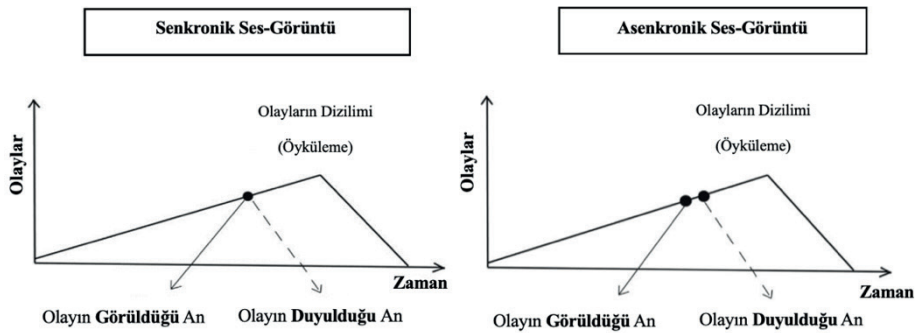 Senkronik Ses-Görüntü
Olayların Dizilimi
(Öyküleme)
Olaylar
Zaman
Olayın Görüldüğü An
Olayın Duyulduğu An
Asenkronik Ses-Görüntü
Olayların Dizilimi
(Öyküleme)
Olaylar
Zaman
Olayın Görüldüğü An
Olayın Duyulduğu An